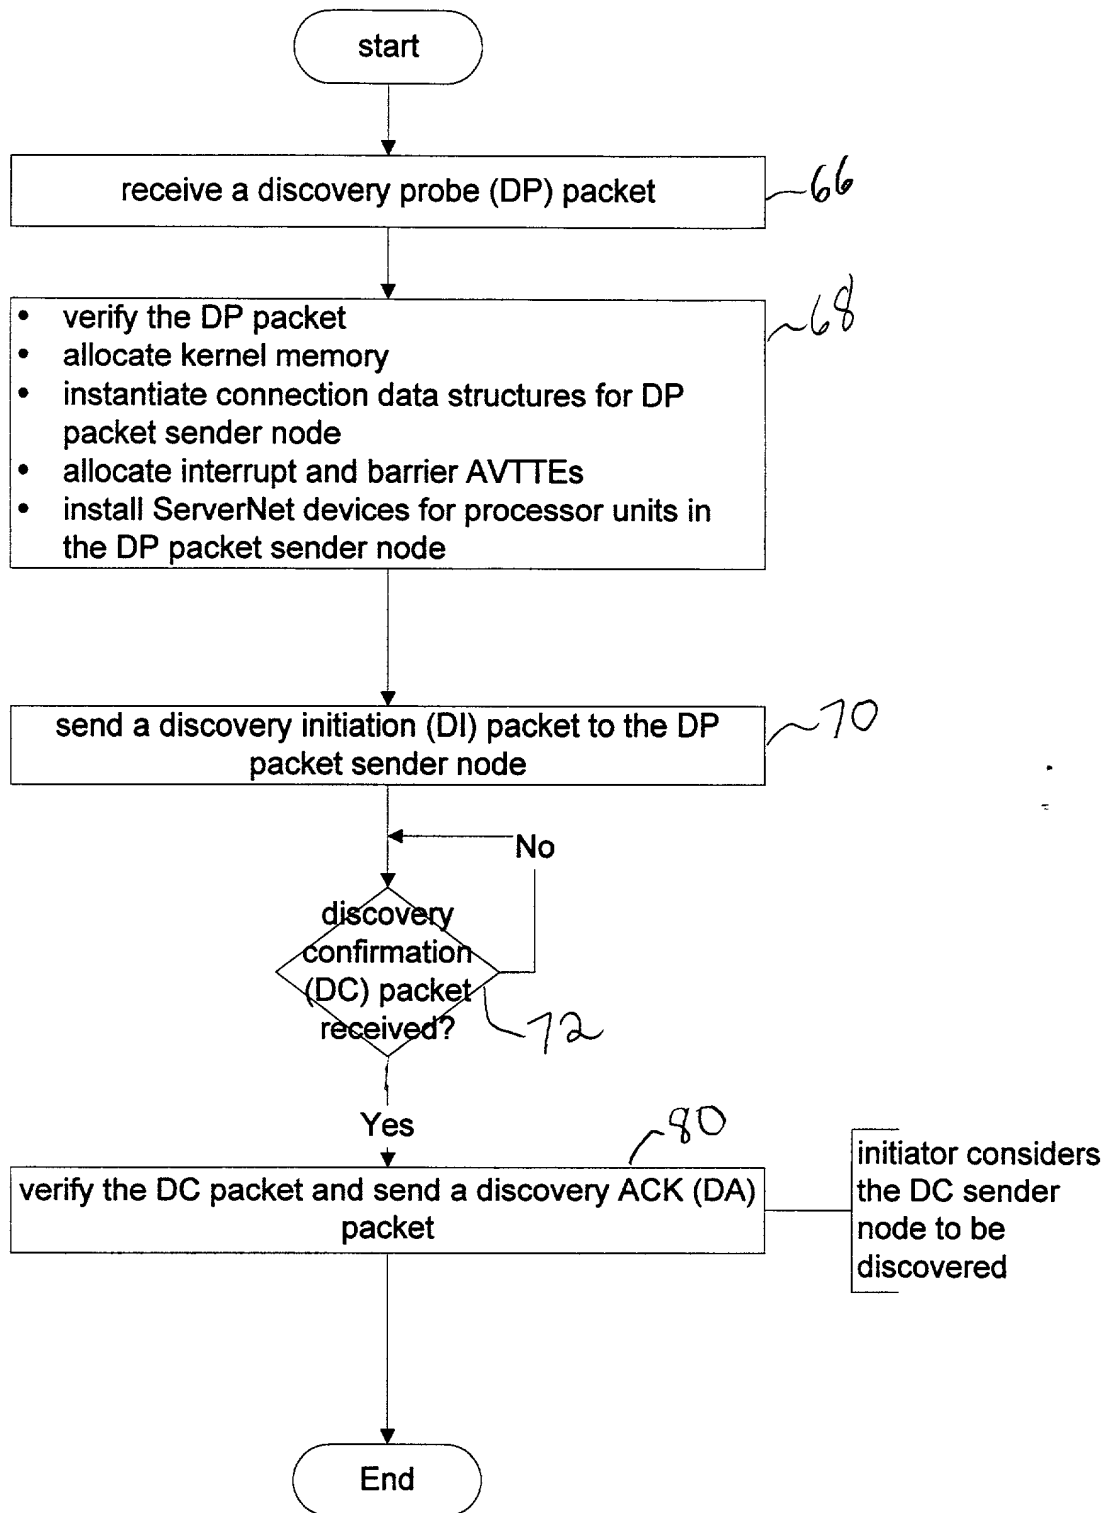 start
receive a discovery probe (DP) packet
66
• verify the DP packet
• allocate kernel memory
• instantiate connection data structures for DP
packet sender node
• allocate interrupt and barrier AVTTEs
• install ServerNet devices for processor units in
the DP packet sender node
68
send a discovery initiation (DI) packet to the DP
packet sender node
70
No
discovery
confirmation
(DC) packet
received?
72
Yes
80
verify the DC packet and send a discovery ACK (DA)
packet
initiator considers
the DC sender
node to be
discovered
End